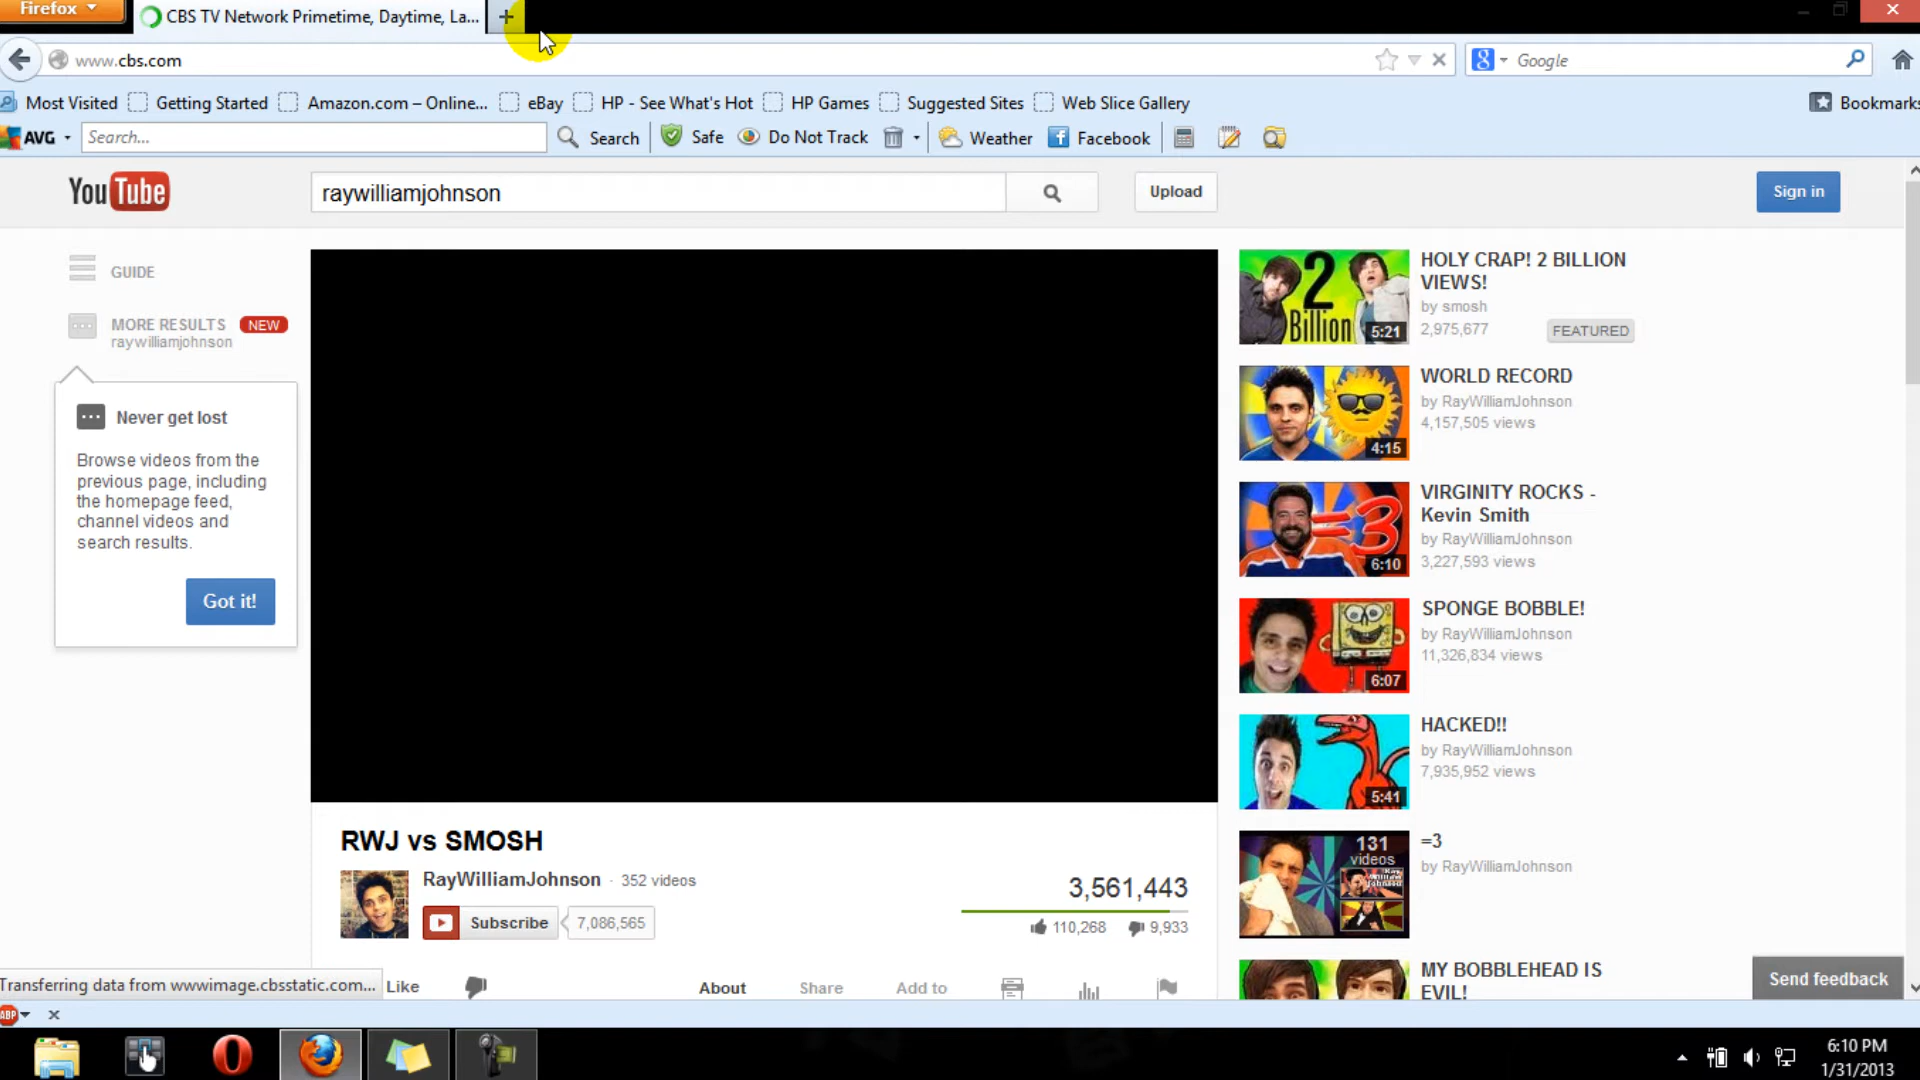 Firefox
CBS TV Network Primetime, Daytime, La...
www.cbs.com
Google
Most Visited
Getting Started
Amazon.com – Online...
eBay
HP - See What's Hot
HP Games
Suggested Sites
Web Slice Gallery
Bookmarks
AVG
Search...
Search
Safe
Do Not Track
Weather
Facebook
YouTube
raywilliamjohnson
Upload
Sign in
GUIDE
MORE RESULTS NEW
raywilliamjohnson
Never get lost
Browse videos from the
previous page, including
the homepage feed,
channel videos and
search results.
Got it!
RWJ vs SMOSH
RayWilliamJohnson · 352 videos
Subscribe 7,086,565
3,561,443
110,268 9,933
Like
About
Share
Add to
2
Billion
5:21
HOLY CRAP! 2 BILLION
VIEWS!
by smosh
2,975,677
FEATURED
4:15
WORLD RECORD
by RayWilliamJohnson
4,157,505 views
=3
6:10
VIRGINITY ROCKS -
Kevin Smith
by RayWilliamJohnson
3,227,593 views
6:07
SPONGE BOBBLE!
by RayWilliamJohnson
11,326,834 views
5:41
HACKED!!
by RayWilliamJohnson
7,935,952 views
131
videos
=3
by RayWilliamJohnson
MY BOBBLEHEAD IS
EVIL!
Send feedback
Transferring data from wwwimage.cbsstatic.com...
ABP
6:10 PM
1/31/2013